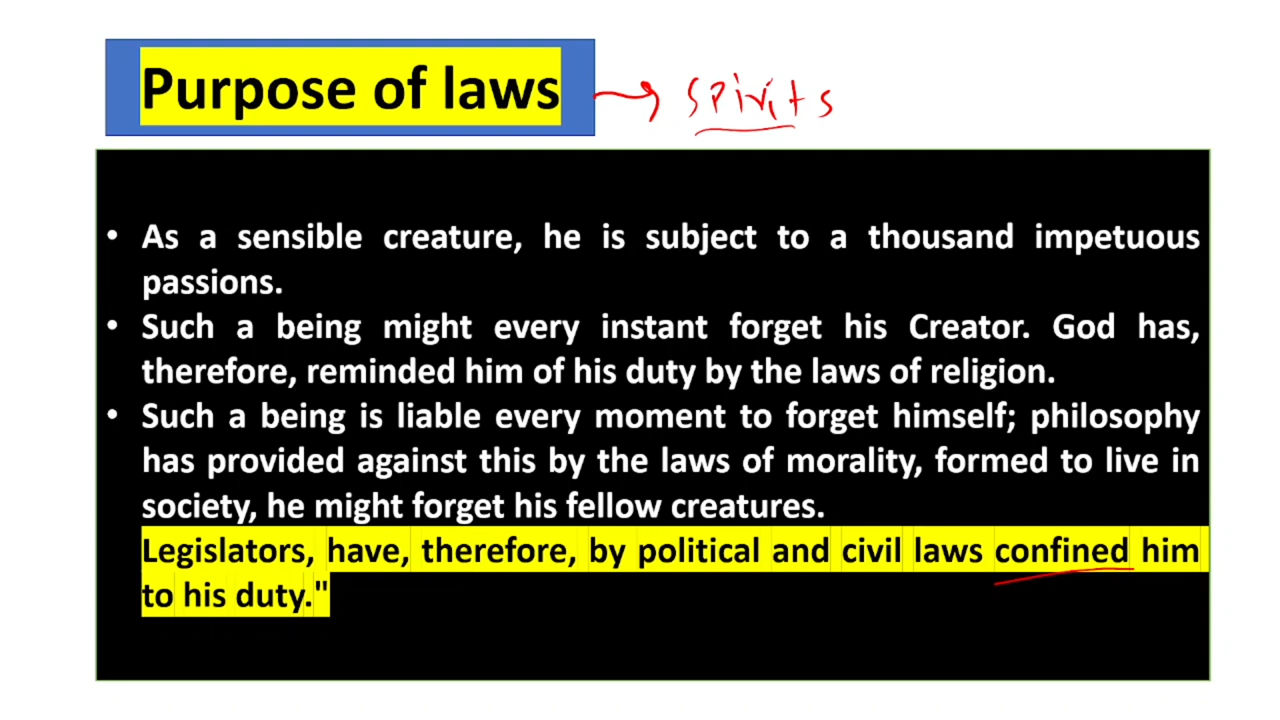 Purpose of laws → spirits
• As a sensible creature, he is subject to a thousand impetuous
passions.
• Such a being might every instant forget his Creator. God has,
therefore, reminded him of his duty by the laws of religion.
• Such a being is liable every moment to forget himself; philosophy
has provided against this by the laws of morality, formed to live in
society, he might forget his fellow creatures.
Legislators, have, therefore, by political and civil laws confined him
to his duty."